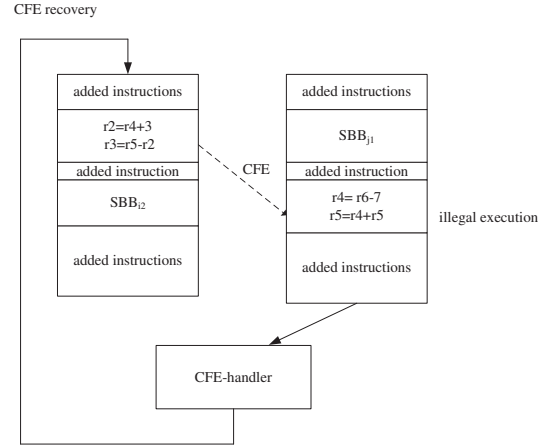 CFE recovery
added instructions
r2=r4+3
r3=r5-r2
added instruction
SBBi2
added instructions
CFE
added instructions
SBBj1
added instruction
r4= r6-7
r5=r4+r5
added instructions
illegal execution
CFE-handler